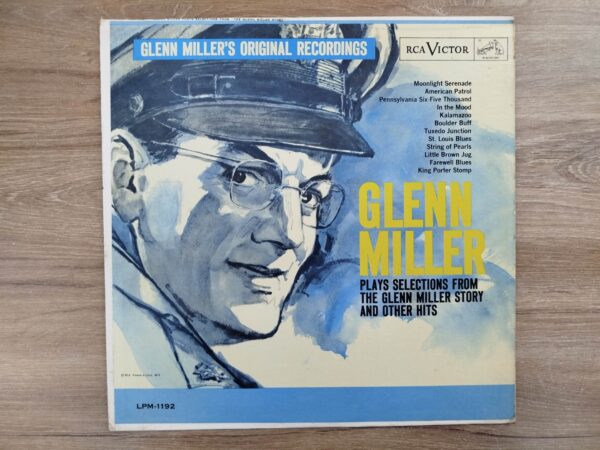 GLENN MILLER'S ORIGINAL RECORDINGS
RCA VICTOR
Moonlight Serenade
American Patrol
Pennsylvania Six-Five Thousand
In the Mood
Kalamazoo
Boulder Buff
Tuxedo Junction
St. Louis Blues
String of Pearls
Little Brown Jug
Farewell Blues
King Porter Stomp
GLENN
MILLER
PLAYS SELECTIONS FROM
THE GLENN MILLER STORY
AND OTHER HITS
LPM-1192